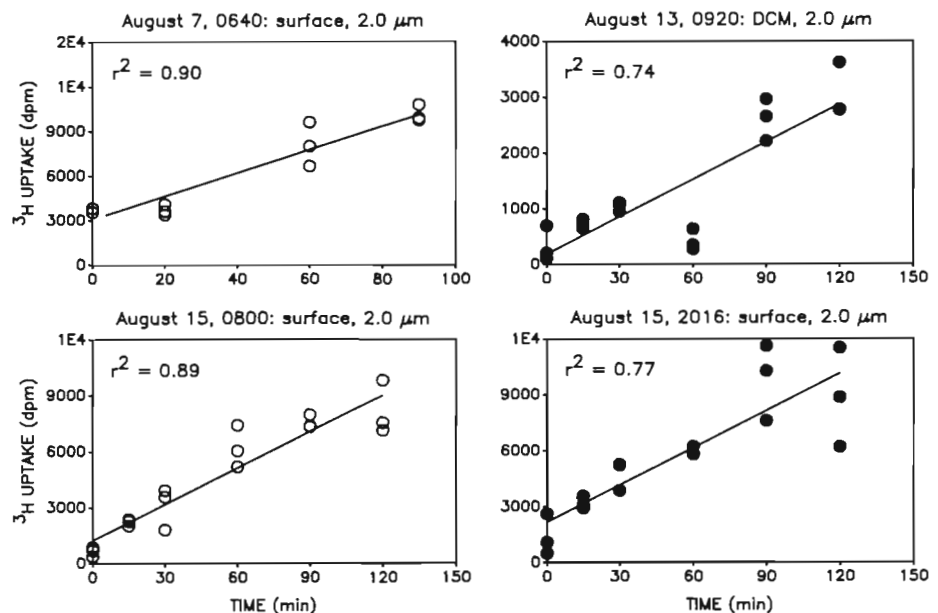 August 7, 0640: surface, 2.0 μm
³H UPTAKE (dpm)
2E4
1E4
9000
6000
3000
0
r² = 0.90
0 20 40 60 80 100
August 13, 0920: DCM, 2.0 μm
4000
3000
2000
1000
0
r² = 0.74
0 30 60 90 120 150
August 15, 0800: surface, 2.0 μm
³H UPTAKE (dpm)
1E4
9000
6000
3000
0
r² = 0.89
0 30 60 90 120 150
TIME (min)
August 15, 2016: surface, 2.0 μm
1E4
9000
6000
3000
0
r² = 0.77
0 30 60 90 120 150
TIME (min)